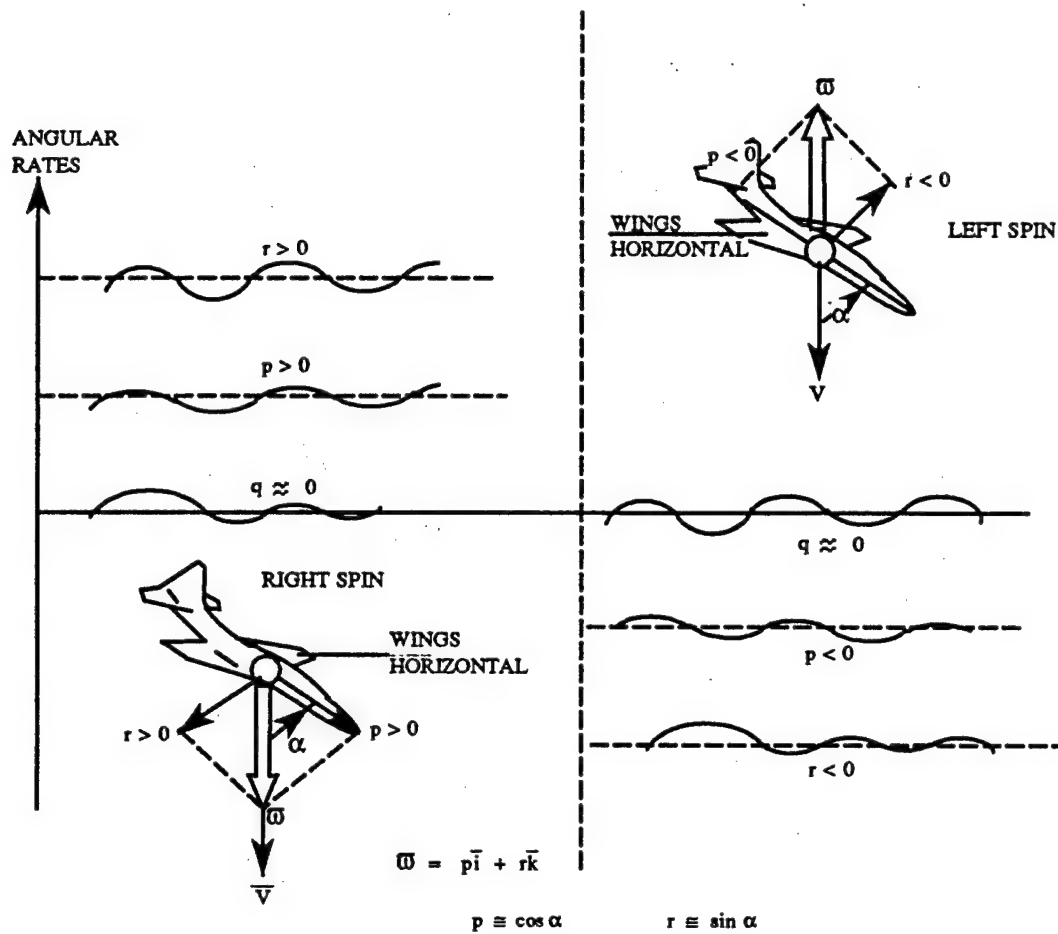 ANGULAR
RATES
r > 0
p > 0
q ≈ 0
RIGHT SPIN
WINGS
HORIZONTAL
r > 0
α
p > 0
ϖ
V̅
ϖ = pi̅ + rk̅
p ≅ cos α
r ≅ sin α
ϖ
p < 0
r < 0
WINGS
HORIZONTAL
LEFT SPIN
α
V
q ≈ 0
p < 0
r < 0